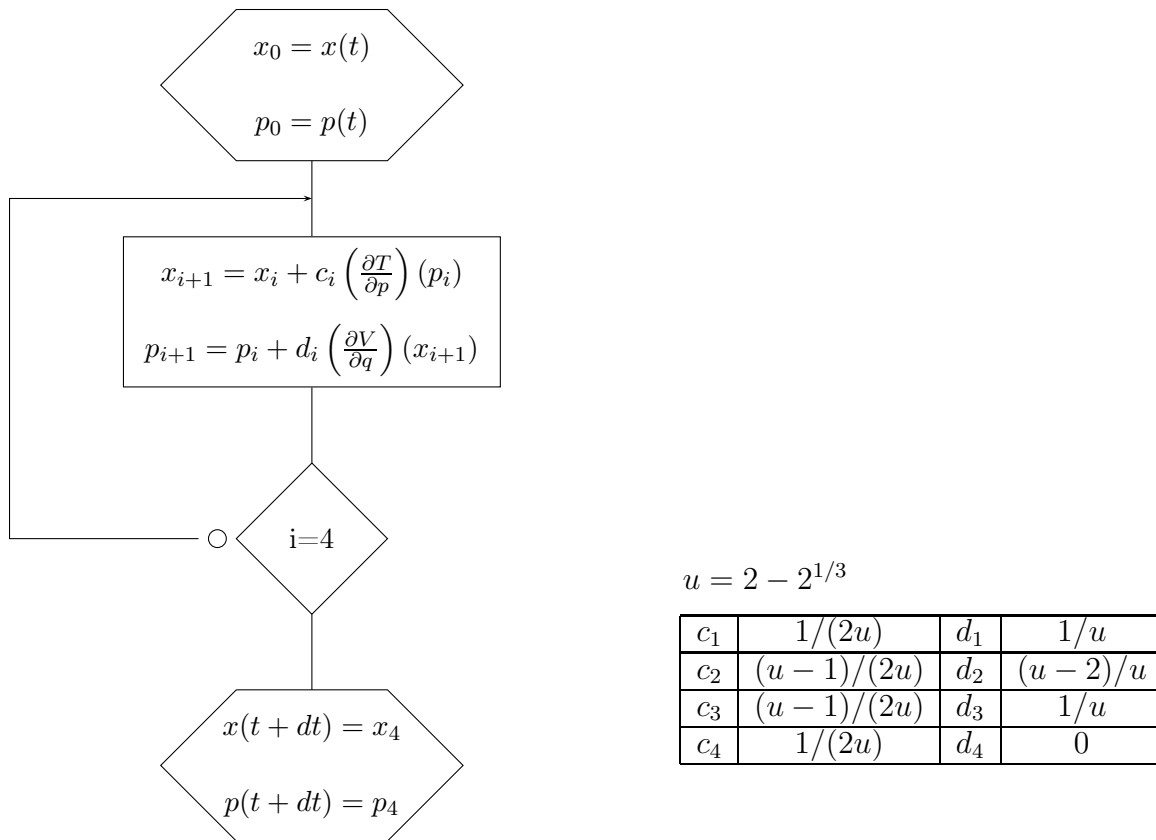 x_0 = x(t)
p_0 = p(t)
x_{i+1} = x_i + c_i (∂T/∂p) (p_i)
p_{i+1} = p_i + d_i (∂V/∂q) (x_{i+1})
i=4
x(t + dt) = x_4
p(t + dt) = p_4
u = 2 − 2^{1/3}
c_1 1/(2u) d_1 1/u
c_2 (u − 1)/(2u) d_2 (u − 2)/u
c_3 (u − 1)/(2u) d_3 1/u
c_4 1/(2u) d_4 0